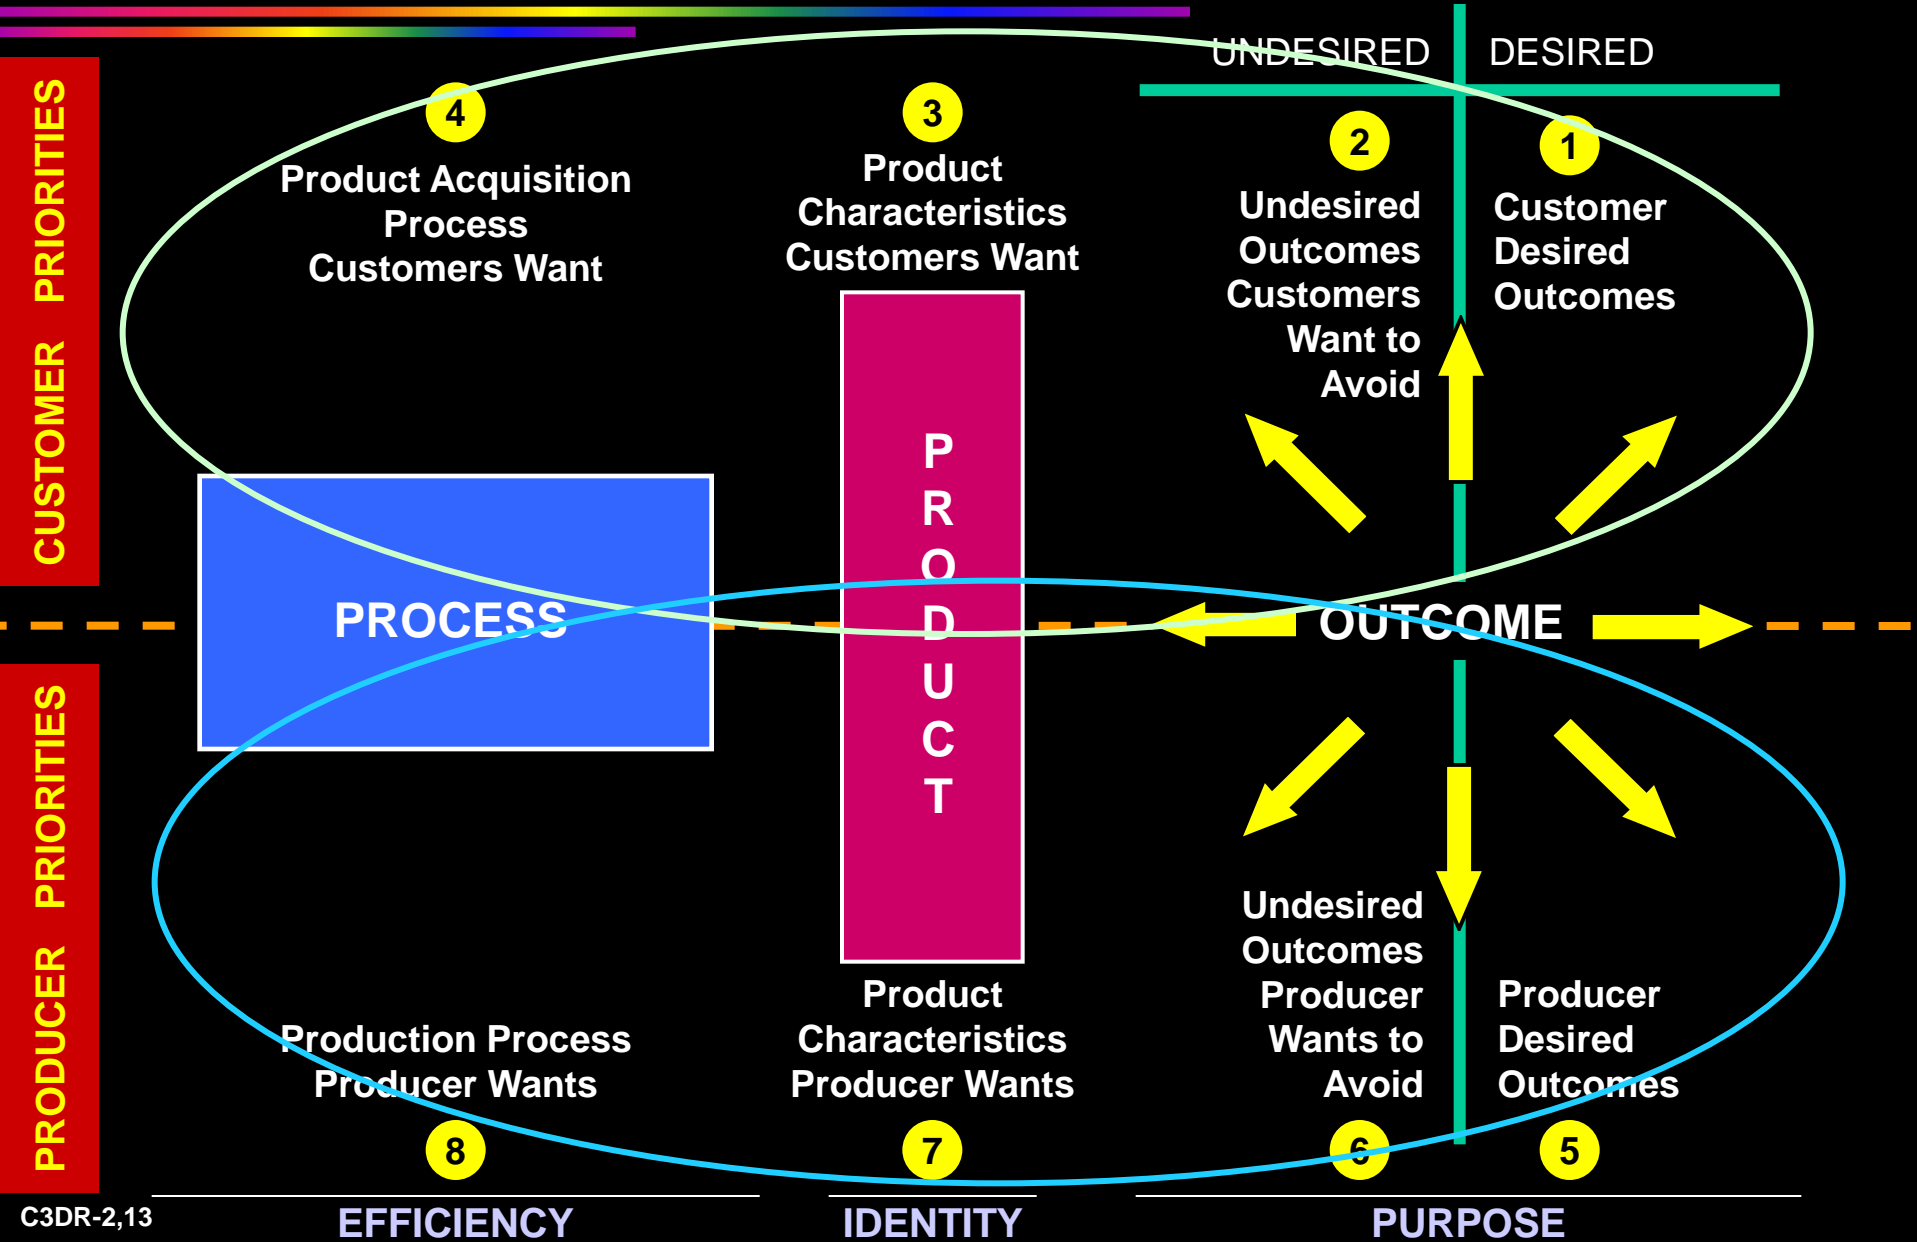 UNDESIRED
DESIRED
CUSTOMER PRIORITIES
4
Product Acquisition
Process
Customers Want
3
Product
Characteristics
Customers Want
2
Undesired
Outcomes
Customers
Want to
Avoid
1
Customer
Desired
Outcomes
PROCESS
P
R
O
D
U
C
T
OUTCOME
PRODUCER PRIORITIES
Production Process
Producer Wants
8
Product
Characteristics
Producer Wants
7
Undesired
Outcomes
Producer
Wants to
Avoid
6
Producer
Desired
Outcomes
5
C3DR-2,13
EFFICIENCY
IDENTITY
PURPOSE